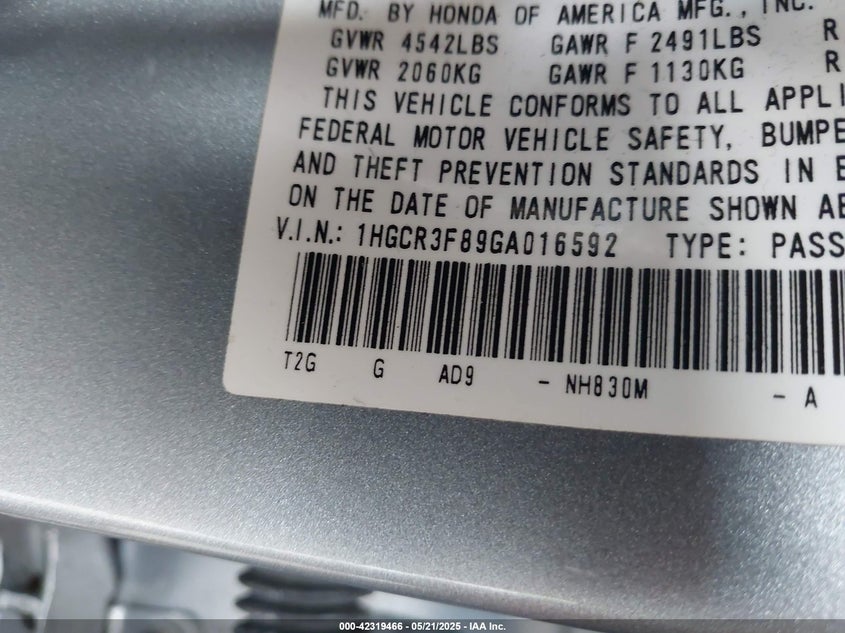 MFD. BY HONDA OF AMERICA MFG., INC.
GVWR 4542LBS GAWR F 2491LBS R
GVWR 2060KG GAWR F 1130KG R
THIS VEHICLE CONFORMS TO ALL APPLI
FEDERAL MOTOR VEHICLE SAFETY, BUMPE
AND THEFT PREVENTION STANDARDS IN E
ON THE DATE OF MANUFACTURE SHOWN AB
V.I.N.: 1HGCR3F89GA016592 TYPE: PASS
T2G G AD9 - NH830M - A
000-42319466 - 05/21/2025 - IAA Inc.